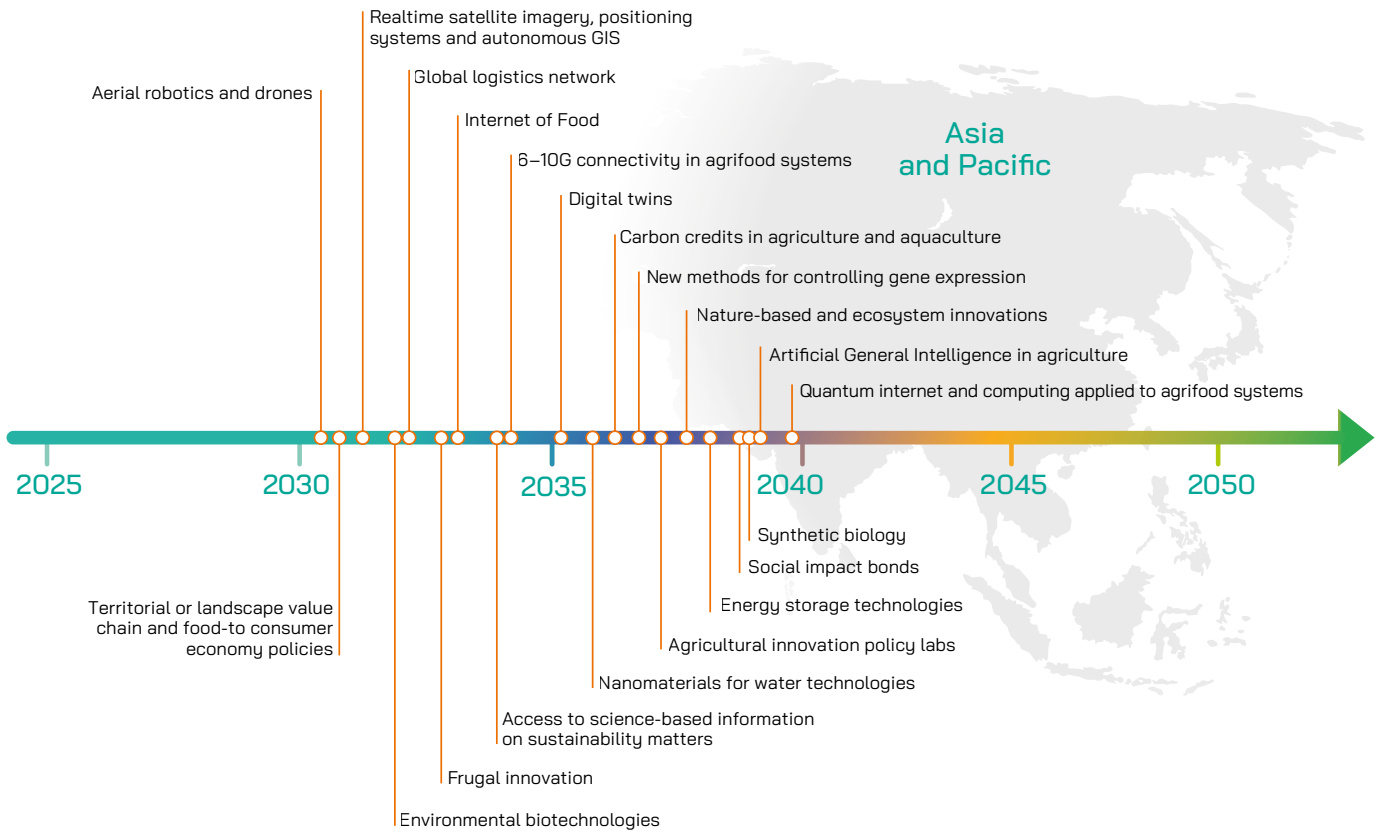 Realtime satellite imagery, positioning
systems and autonomous GIS
Global logistics network
Aerial robotics and drones
Internet of Food
Asia
and Pacific
6–10G connectivity in agrifood systems
Digital twins
Carbon credits in agriculture and aquaculture
New methods for controlling gene expression
Nature-based and ecosystem innovations
Artificial General Intelligence in agriculture
Quantum internet and computing applied to agrifood systems
2025
2030
2035
2040
2045
2050
Synthetic biology
Social impact bonds
Energy storage technologies
Territorial or landscape value
chain and food-to consumer
economy policies
Agricultural innovation policy labs
Nanomaterials for water technologies
Access to science-based information
on sustainability matters
Frugal innovation
Environmental biotechnologies